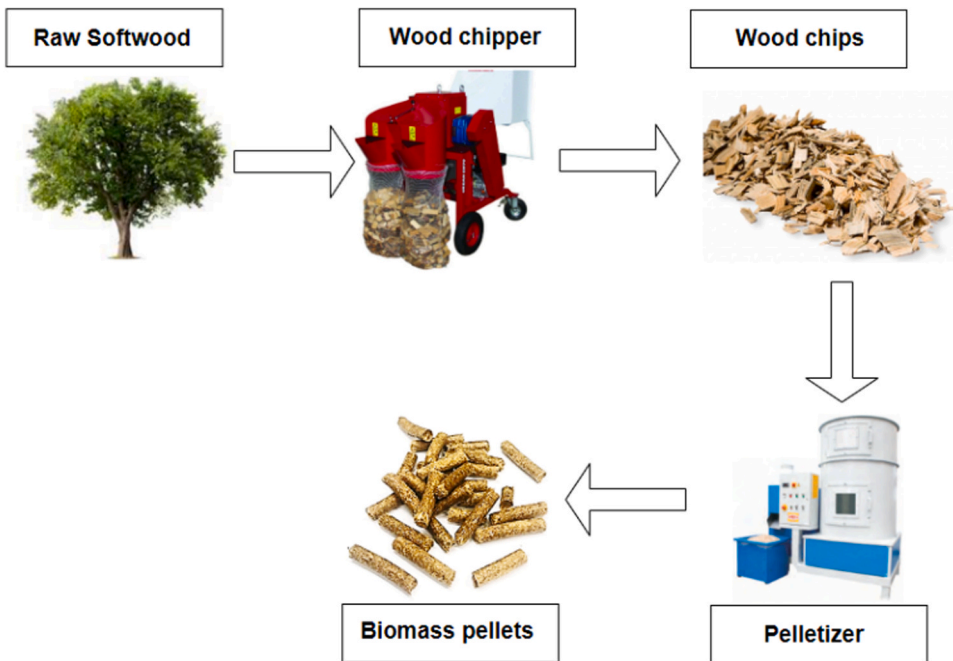 Raw Softwood
Wood chipper
Wood chips
Biomass pellets
Pelletizer